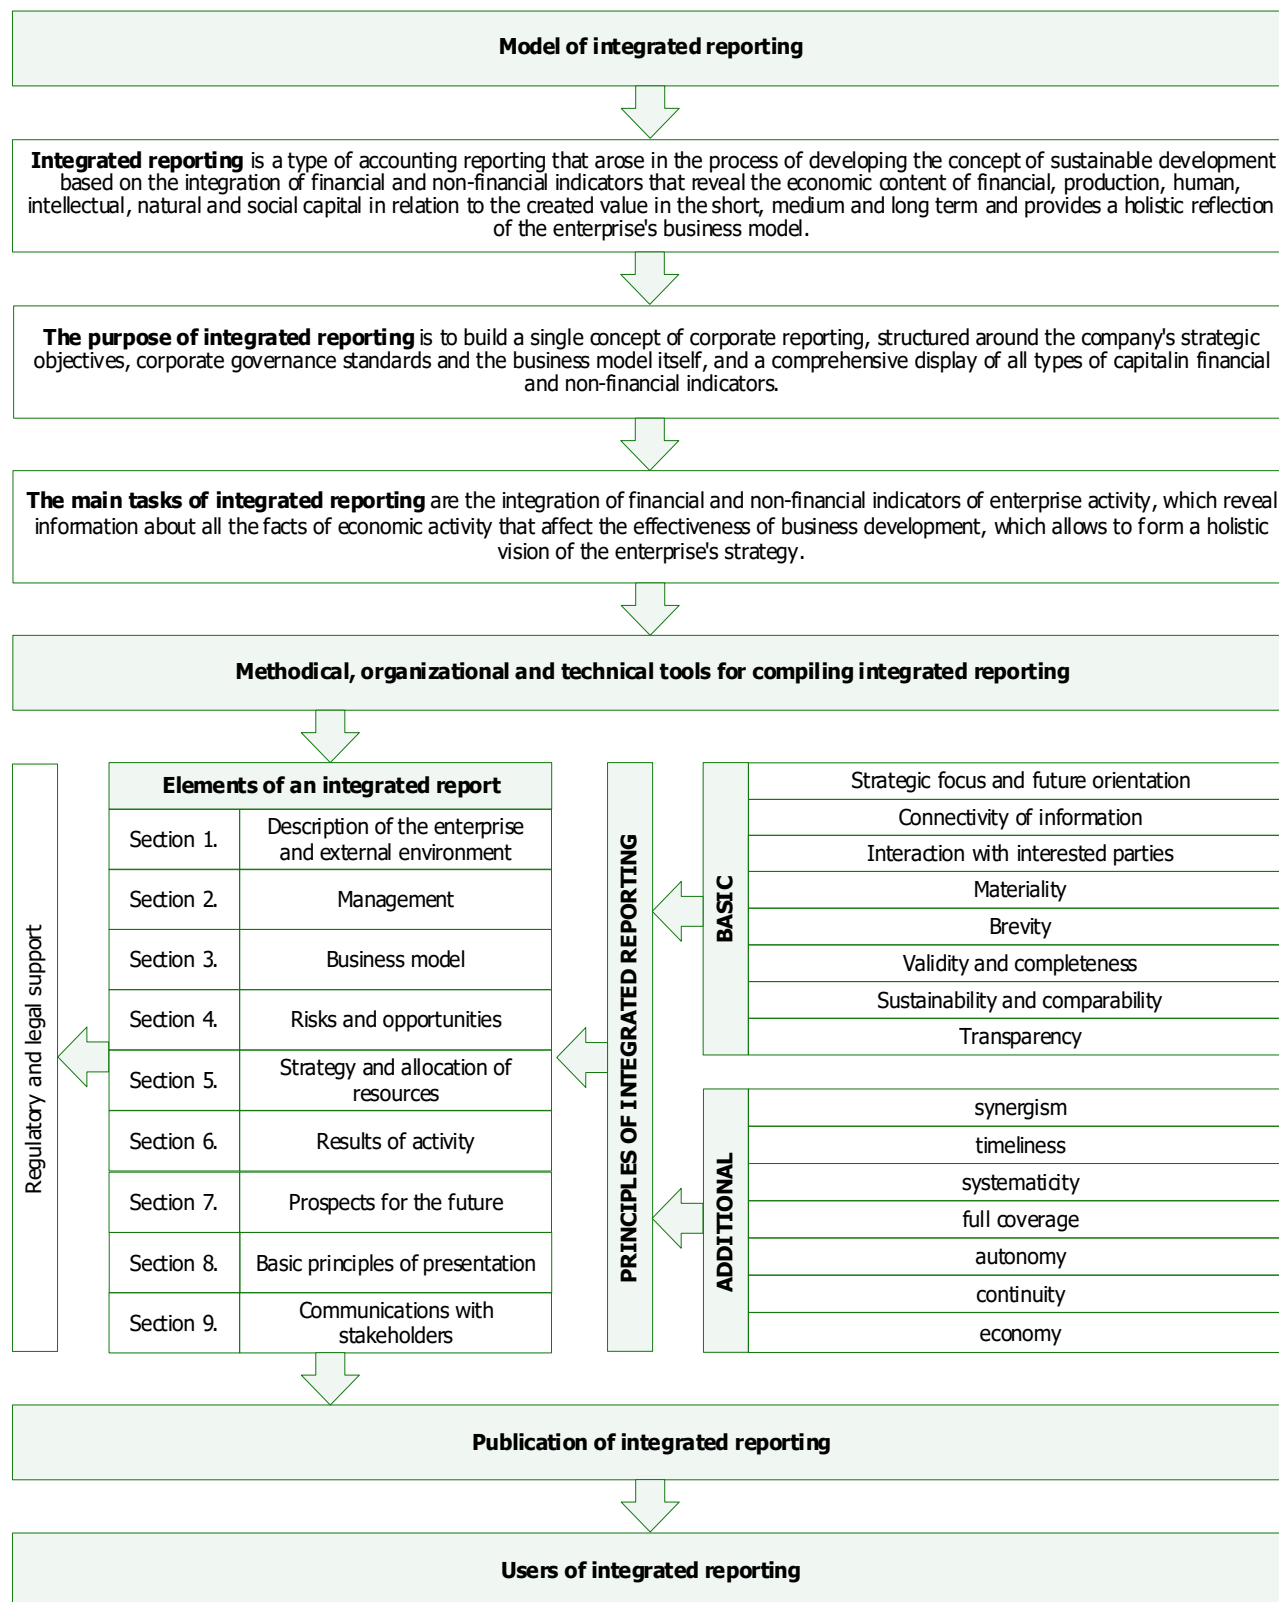 Model of integrated reporting
Integrated reporting is a type of accounting reporting that arose in the process of developing the concept of sustainable development
based on the integration of financial and non-financial indicators that reveal the economic content of financial, production, human,
intellectual, natural and social capital in relation to the created value in the short, medium and long term and provides a holistic reflection
of the enterprise's business model.
The purpose of integrated reporting is to build a single concept of corporate reporting, structured around the company's strategic
objectives, corporate governance standards and the business model itself, and a comprehensive display of all types of capitalin financial
and non-financial indicators.
The main tasks of integrated reporting are the integration of financial and non-financial indicators of enterprise activity, which reveal
information about all the facts of economic activity that affect the effectiveness of business development, which allows to form a holistic
vision of the enterprise's strategy.
Methodical, organizational and technical tools for compiling integrated reporting
Regulatory and legal support
Elements of an integrated report
Section 1.
Description of the enterprise
and external environment
Section 2.
Management
Section 3.
Business model
Section 4.
Risks and opportunities
Section 5.
Strategy and allocation of
resources
Section 6.
Results of activity
Section 7.
Prospects for the future
Section 8.
Basic principles of presentation
Section 9.
Communications with
stakeholders
PRINCIPLES OF INTEGRATED REPORTING
BASIC
Strategic focus and future orientation
Connectivity of information
Interaction with interested parties
Materiality
Brevity
Validity and completeness
Sustainability and comparability
Transparency
ADDITIONAL
synergism
timeliness
systematicity
full coverage
autonomy
continuity
economy
Publication of integrated reporting
Users of integrated reporting